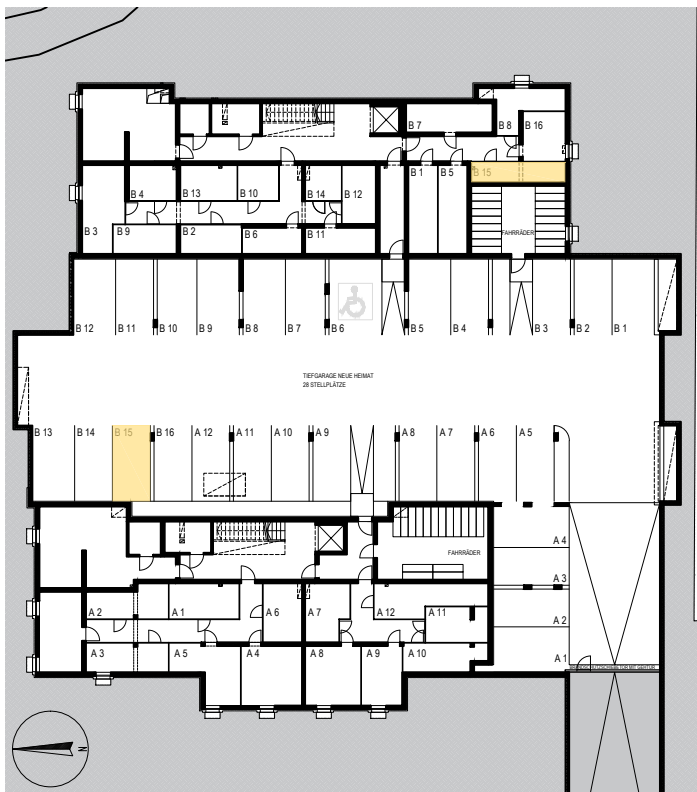 B 7
B 8
B 16
B 15
B 4
B 13
B 10
B 14
B 12
B 1
B 5
B 3
B 9
B 2
B 6
B 11
FAHRRÄDER
B 12
B 11
B 10
B 9
B 8
B 7
B 6
B 5
B 4
B 3
B 2
B 1
TIEFGARAGE NEUE HEIMAT
28 STELLPLÄTZE
B 13
B 14
B 15
B 16
A 12
A 11
A 10
A 9
A 8
A 7
A 6
A 5
A 4
FAHRRÄDER
A 3
A 2
A 1
A 6
A 7
A 12
A 11
A 2
A 3
A 5
A 4
A 8
A 9
A 10
A 1
N